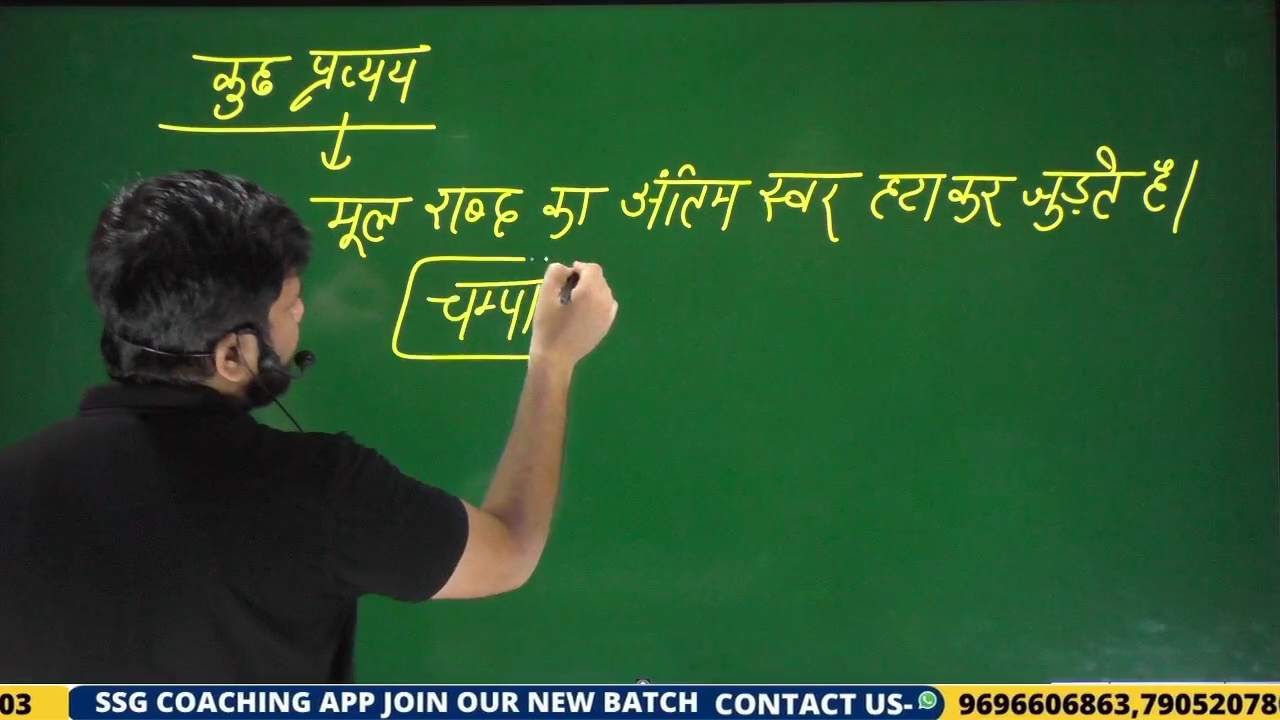 कुछ प्रत्यय
मूल शब्द का अंतिम स्वर हटाकर जुड़ते हैं।
चम्पा
03 SSG COACHING APP JOIN OUR NEW BATCH CONTACT US- 9696606863,79052078